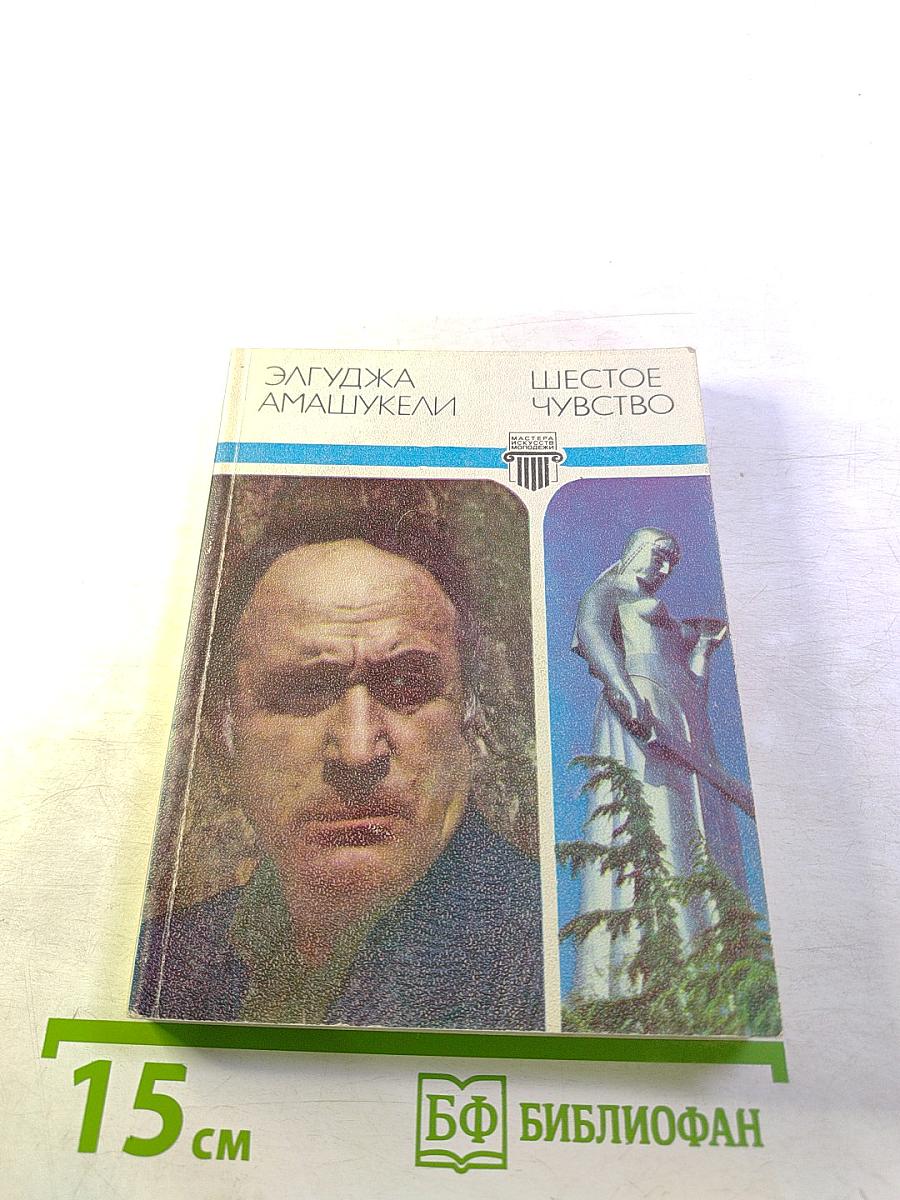 ЭЛГУДЖА
АМАШУКЕЛИ
ШЕСТОЕ
ЧУВСТВО
МАСТЕРА
ИСКУССТВ
МОЛОДЕЖИ
15 см
БФ БИБЛИОФАН